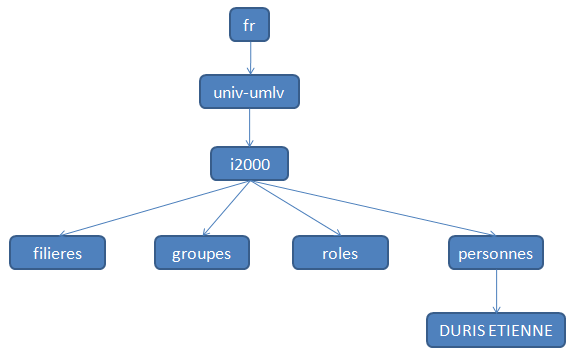 fr
univ-umlv
i2000
filieres
groupes
roles
personnes
DURIS ETIENNE